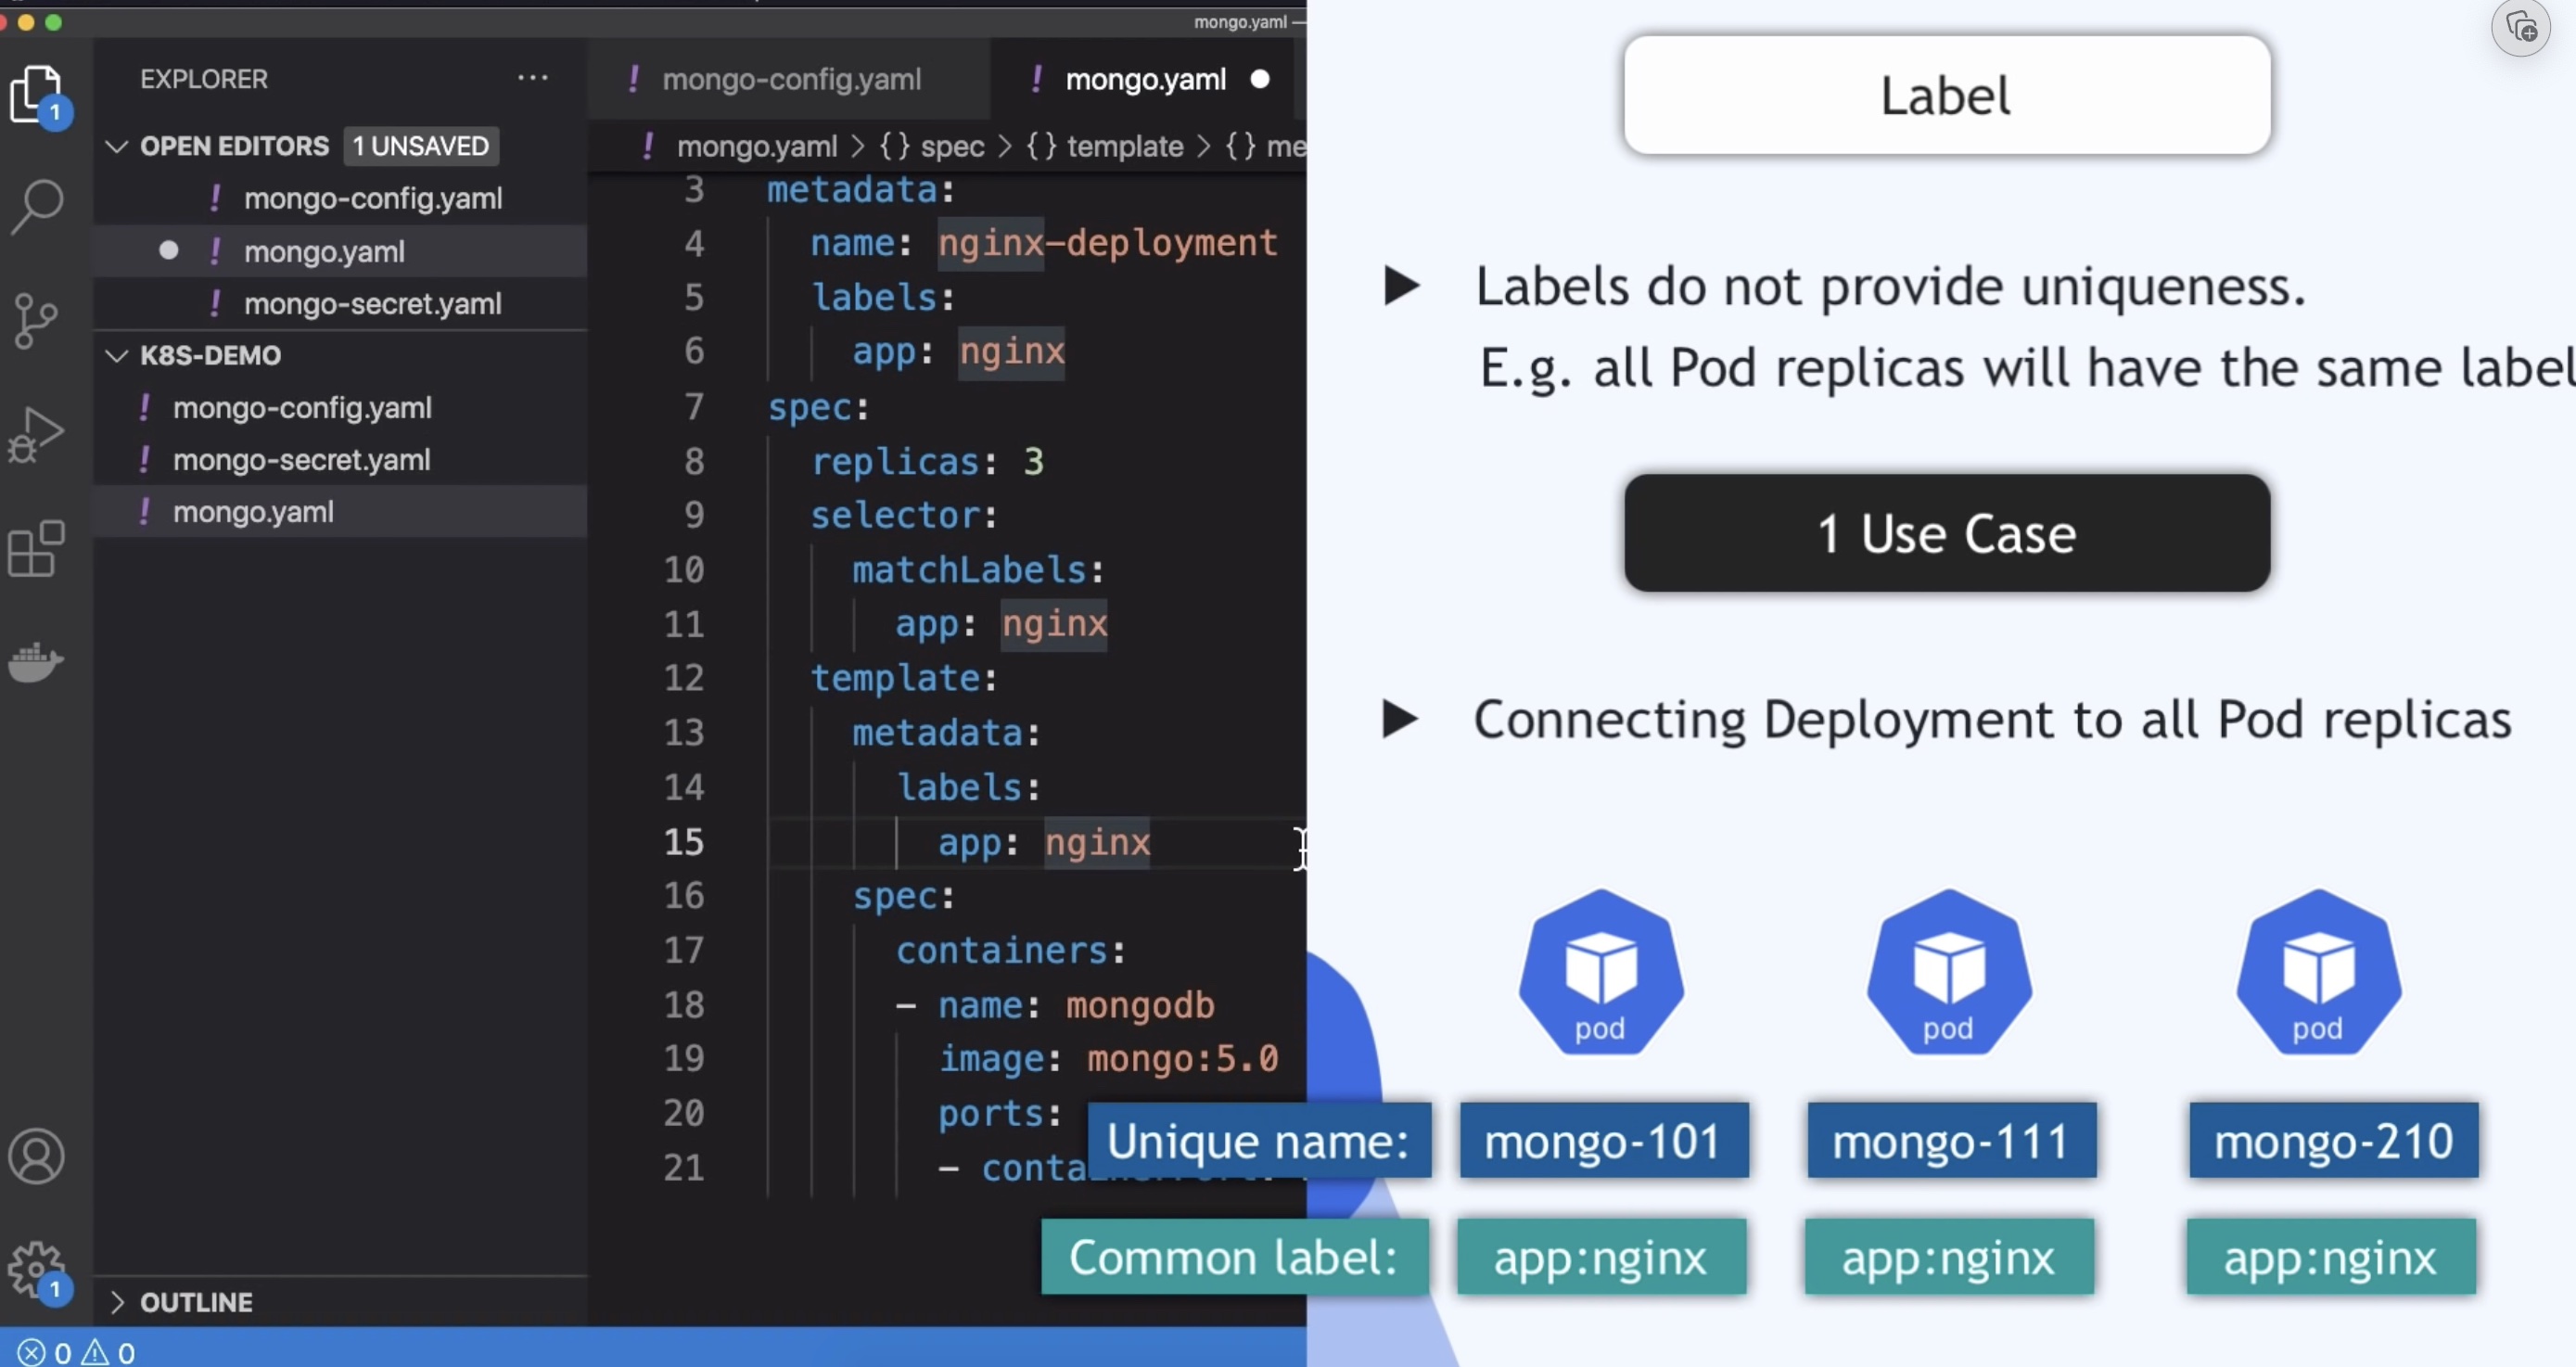 mongo.yaml —
EXPLORER ...
OPEN EDITORS 1 UNSAVED
! mongo-config.yaml
! mongo.yaml
! mongo-secret.yaml
K8S-DEMO
! mongo-config.yaml
! mongo-secret.yaml
! mongo.yaml
OUTLINE
1
1
0 0
! mongo-config.yaml ! mongo.yaml
! mongo.yaml > {} spec > {} template > {} me
3 metadata:
4 name: nginx-deployment
5 labels:
6 app: nginx
7 spec:
8 replicas: 3
9 selector:
10 matchLabels:
11 app: nginx
12 template:
13 metadata:
14 labels:
15 app: nginx
16 spec:
17 containers:
18 - name: mongodb
19 image: mongo:5.0
20 ports:
21 - conta
Label
Labels do not provide uniqueness.
E.g. all Pod replicas will have the same label
1 Use Case
Connecting Deployment to all Pod replicas
pod pod pod
Unique name: mongo-101 mongo-111 mongo-210
Common label: app:nginx app:nginx app:nginx